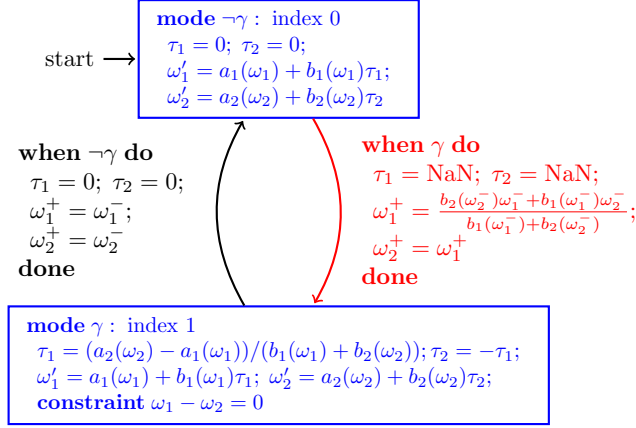 mode ¬γ : index 0
τ₁ = 0; τ₂ = 0;
ω₁′ = a₁(ω₁) + b₁(ω₁)τ₁;
ω₂′ = a₂(ω₂) + b₂(ω₂)τ₂
start
when ¬γ do
τ₁ = 0; τ₂ = 0;
ω₁⁺ = ω₁⁻;
ω₂⁺ = ω₂⁻
done
when γ do
τ₁ = NaN; τ₂ = NaN;
ω₁⁺ = (b₂(ω₂⁻)ω₁⁻+b₁(ω₁⁻)ω₂⁻)/(b₁(ω₁⁻)+b₂(ω₂⁻));
ω₂⁺ = ω₁⁺
done
mode γ : index 1
τ₁ = (a₂(ω₂) − a₁(ω₁))/(b₁(ω₁) + b₂(ω₂)); τ₂ = −τ₁;
ω₁′ = a₁(ω₁) + b₁(ω₁)τ₁; ω₂′ = a₂(ω₂) + b₂(ω₂)τ₂;
constraint ω₁ − ω₂ = 0